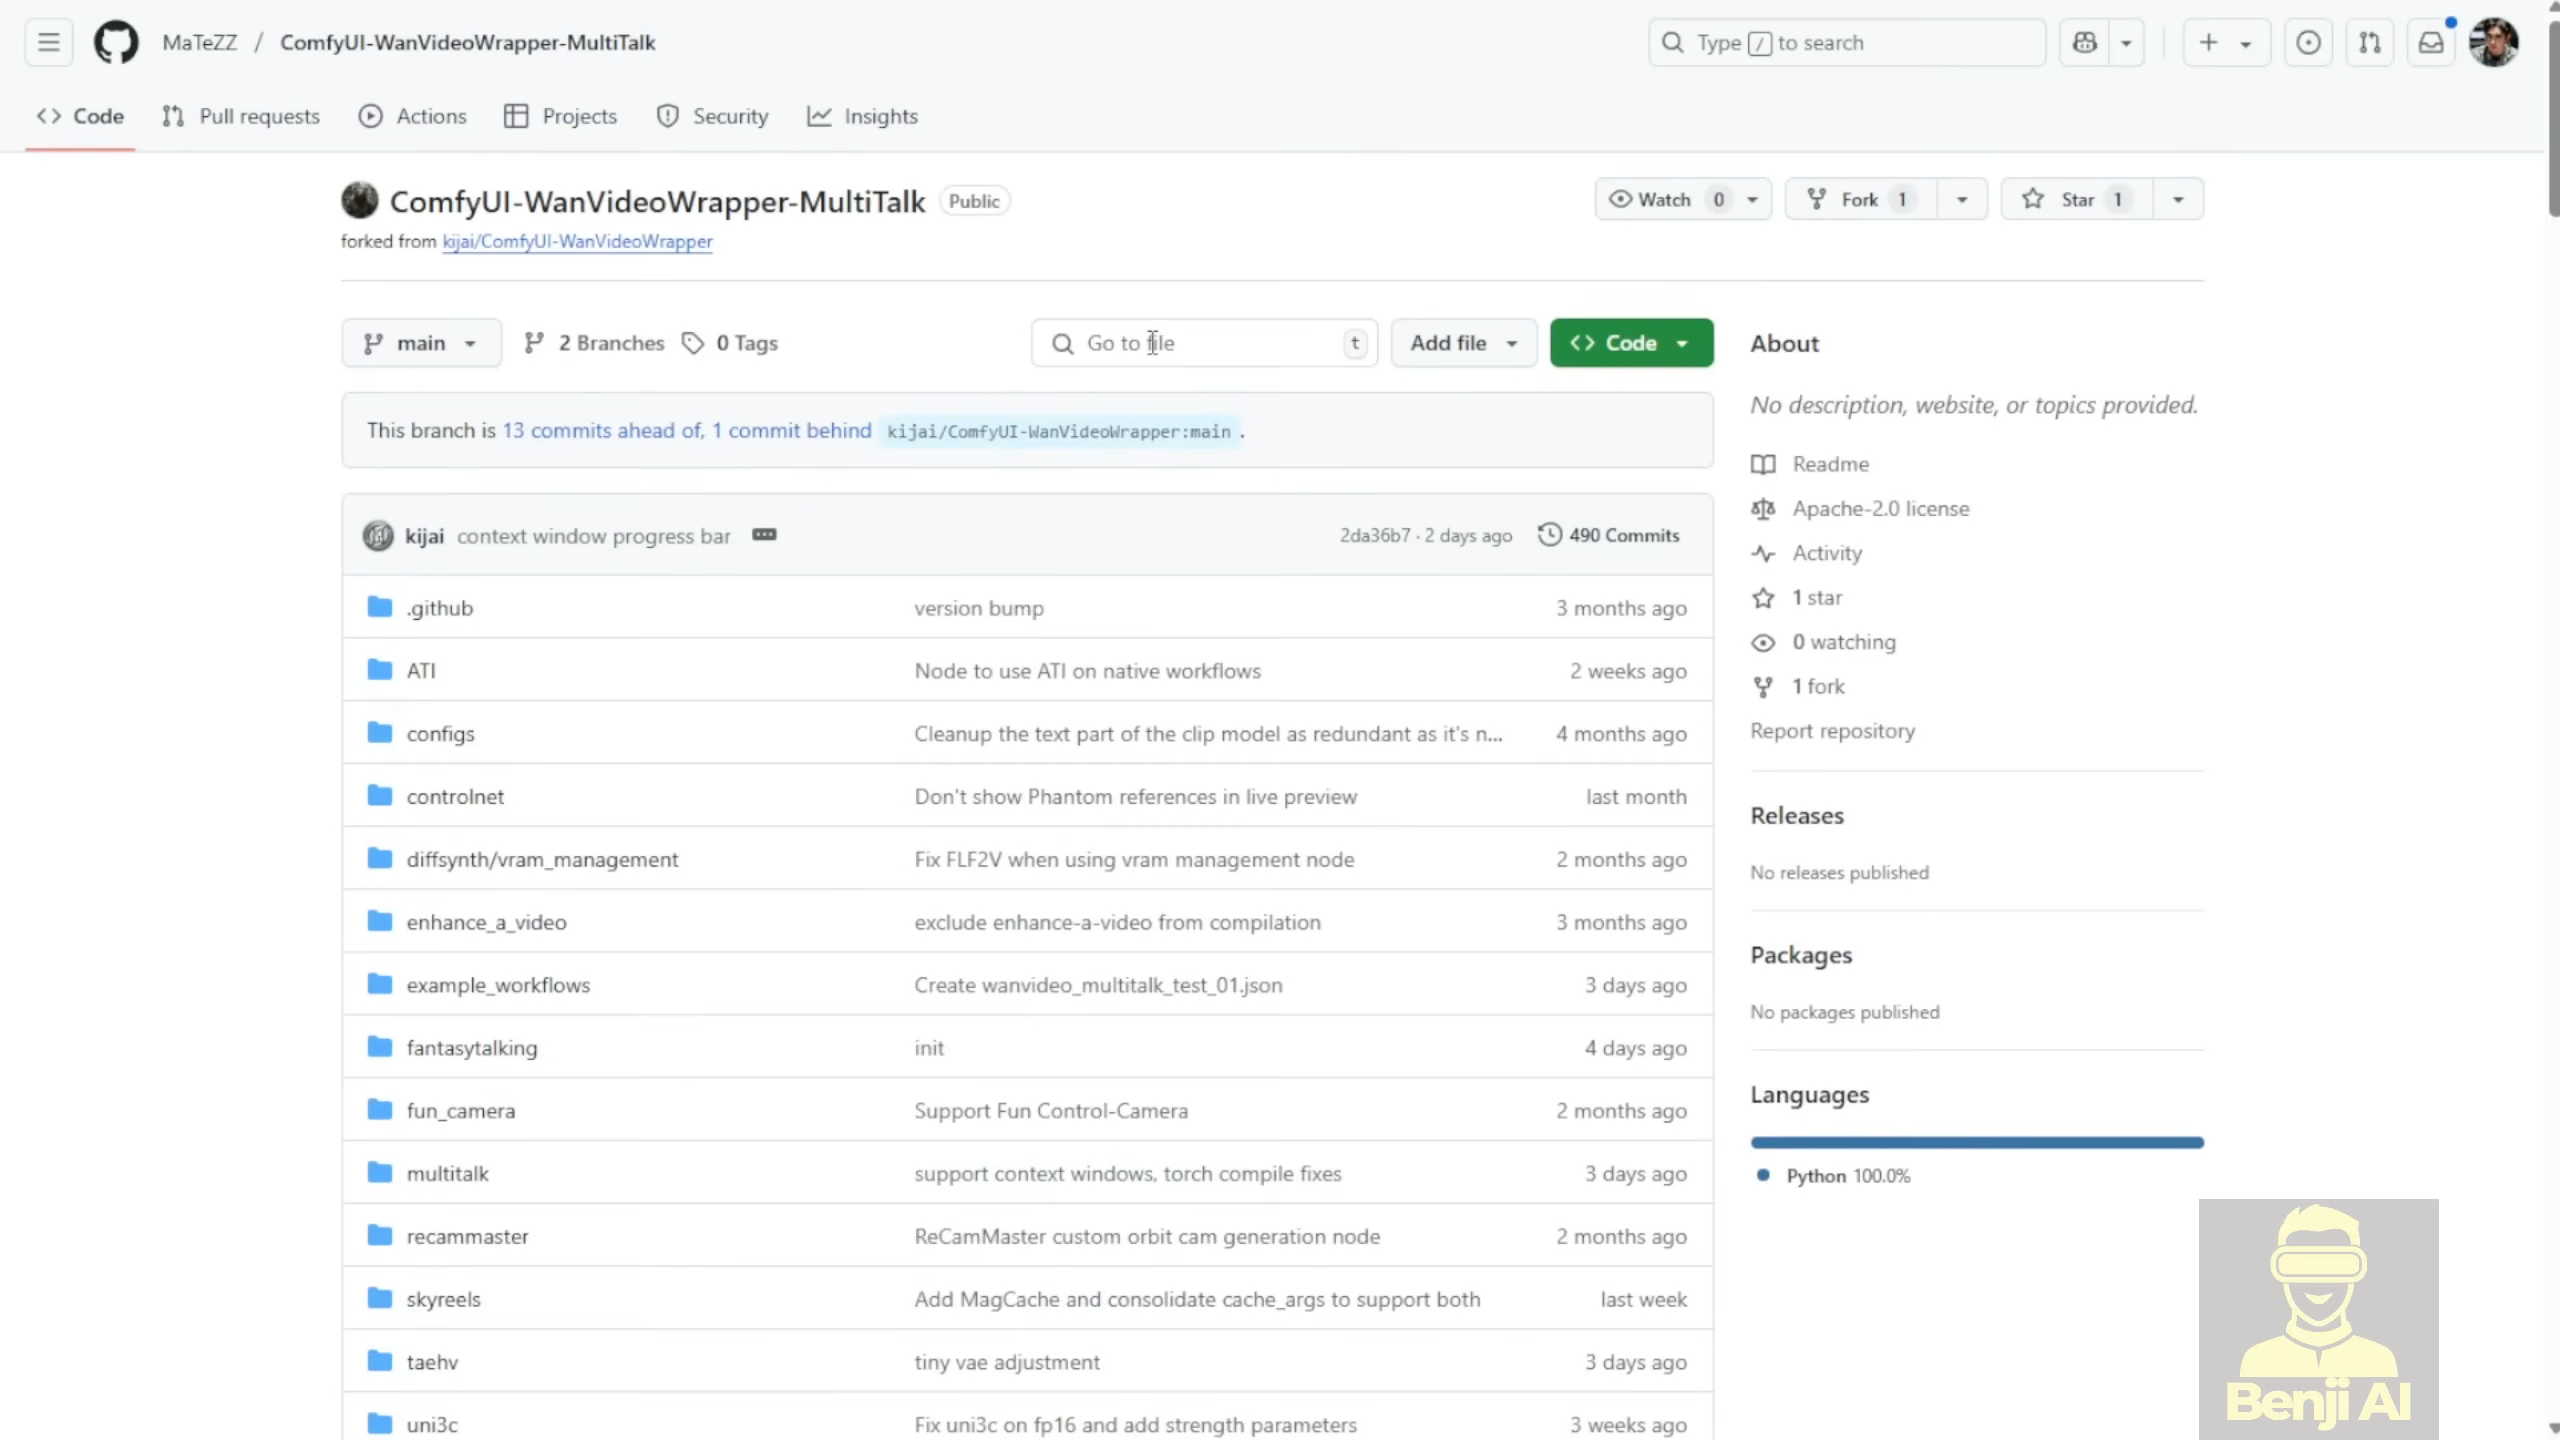 MaTeZZ / ComfyUI-WanVideoWrapper-MultiTalk
Type / to search
Code
Pull requests
Actions
Projects
Security
Insights
ComfyUI-WanVideoWrapper-MultiTalk Public
forked from kijai/ComfyUI-WanVideoWrapper
Watch 0
Fork 1
Star 1
main
2 Branches
0 Tags
Go to file t
Add file
Code
This branch is 13 commits ahead of, 1 commit behind kijai/ComfyUI-WanVideoWrapper:main .
kijai context window progress bar 2da36b7 · 2 days ago 490 Commits
.github version bump 3 months ago
ATI Node to use ATI on native workflows 2 weeks ago
configs Cleanup the text part of the clip model as redundant as it's n... 4 months ago
controlnet Don't show Phantom references in live preview last month
diffsynth/vram_management Fix FLF2V when using vram management node 2 months ago
enhance_a_video exclude enhance-a-video from compilation 3 months ago
example_workflows Create wanvideo_multitalk_test_01.json 3 days ago
fantasytalking init 4 days ago
fun_camera Support Fun Control-Camera 2 months ago
multitalk support context windows, torch compile fixes 3 days ago
recammaster ReCamMaster custom orbit cam generation node 2 months ago
skyreels Add MagCache and consolidate cache_args to support both last week
taehv tiny vae adjustment 3 days ago
uni3c Fix uni3c on fp16 and add strength parameters 3 weeks ago
About
No description, website, or topics provided.
Readme
Apache-2.0 license
Activity
1 star
0 watching
1 fork
Report repository
Releases
No releases published
Packages
No packages published
Languages
Python 100.0%
Benji AI